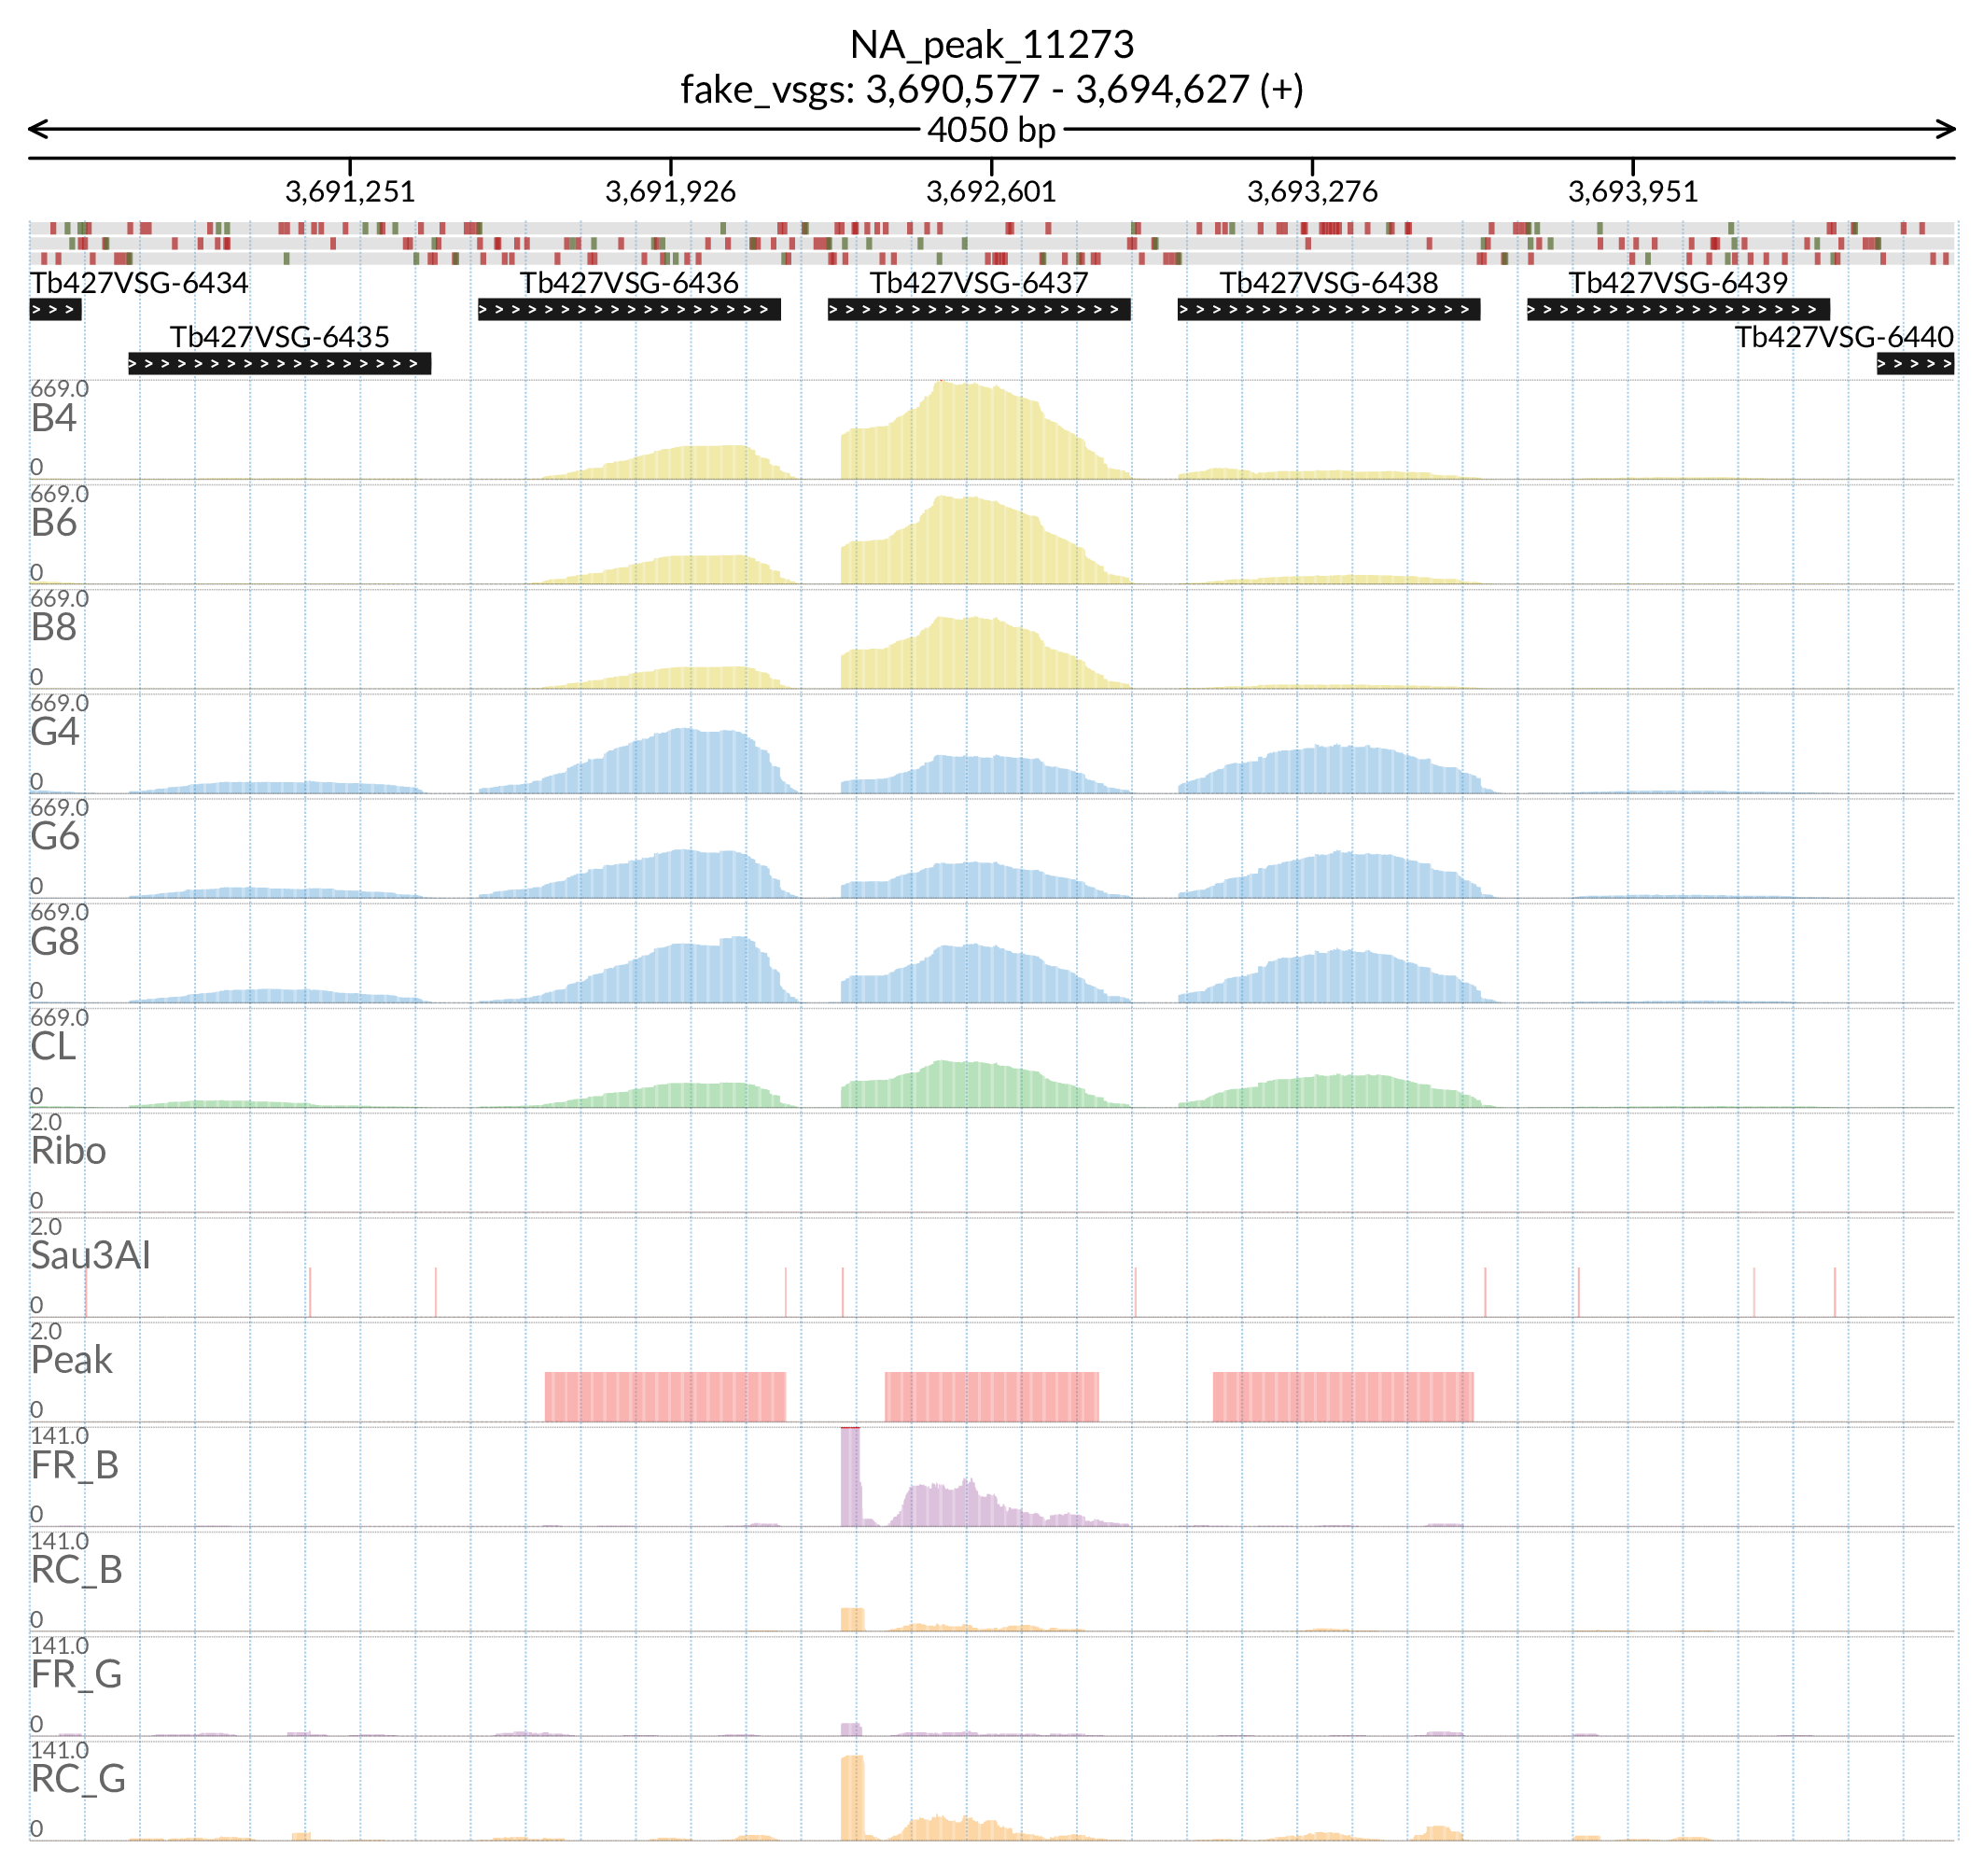 NA_peak_11273
fake_vsgs: 3,690,577 - 3,694,627 (+)
4050 bp
3,691,251 3,691,926 3,692,601 3,693,276 3,693,951
Tb427VSG-6434 Tb427VSG-6436 Tb427VSG-6437 Tb427VSG-6438 Tb427VSG-6439
Tb427VSG-6435 Tb427VSG-6440
669.0
B4
0
669.0
B6
0
669.0
B8
0
669.0
G4
0
669.0
G6
0
669.0
G8
0
669.0
CL
0
2.0
Ribo
0
2.0
Sau3AI
0
2.0
Peak
0
141.0
FR_B
0
141.0
RC_B
0
141.0
FR_G
0
141.0
RC_G
0